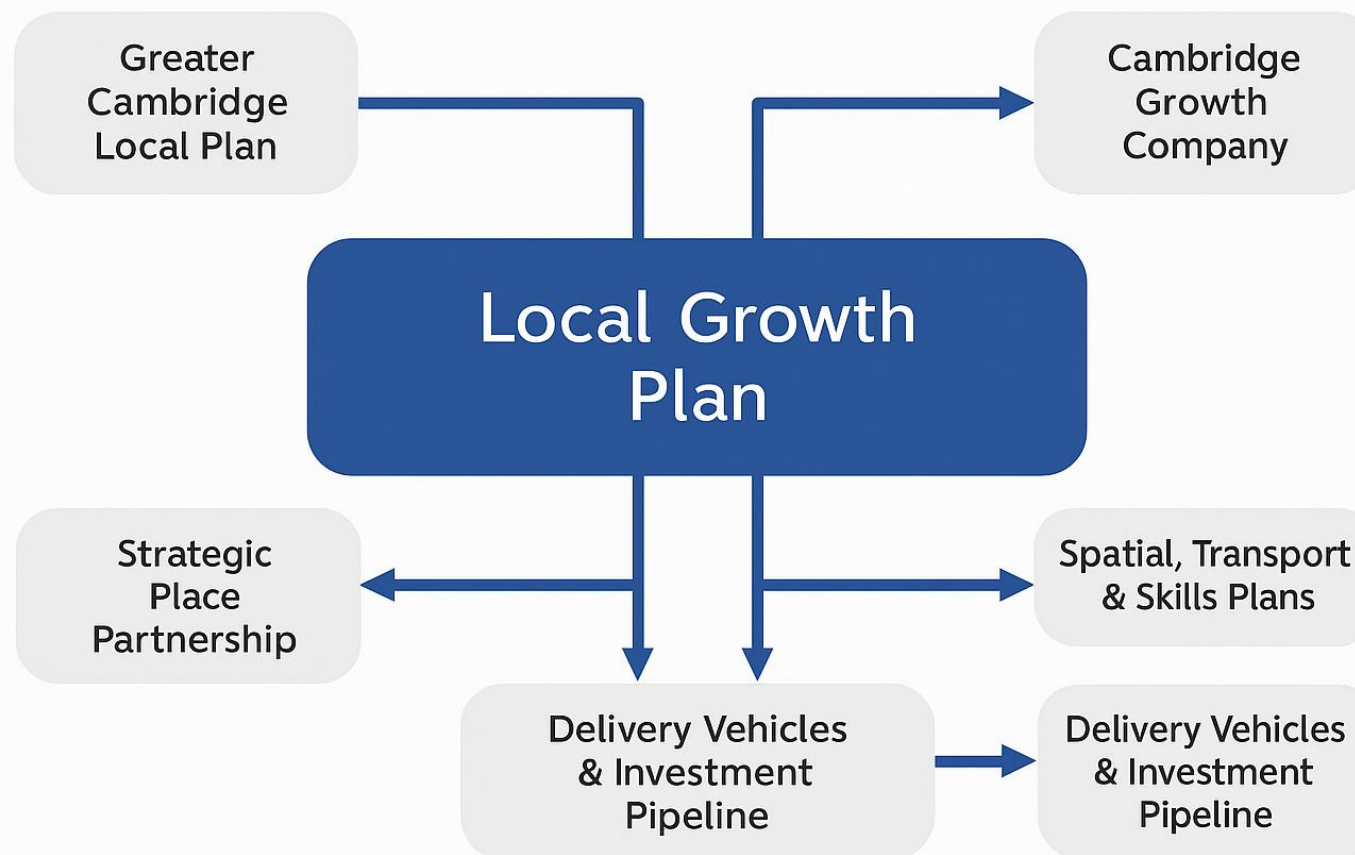 Greater
Cambridge
Local Plan
Cambridge
Growth
Company
Local Growth
Plan
Strategic
Place
Partnership
Spatial, Transport
& Skills Plans
Delivery Vehicles
& Investment
Pipeline
Delivery Vehicles
& Investment
Pipeline